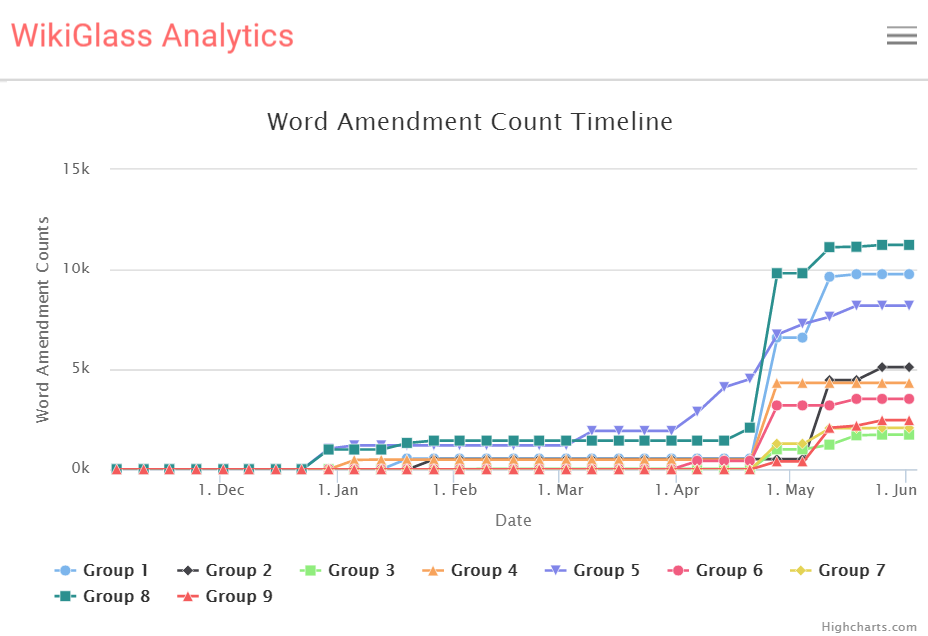 WikiGlass Analytics
Word Amendment Count Timeline
Word Amendment Counts
15k
10k
5k
0k
1. Dec 1. Jan 1. Feb 1. Mar 1. Apr 1. May 1. Jun
Date
Group 1 Group 2 Group 3 Group 4 Group 5 Group 6 Group 7
Group 8 Group 9
Highcharts.com